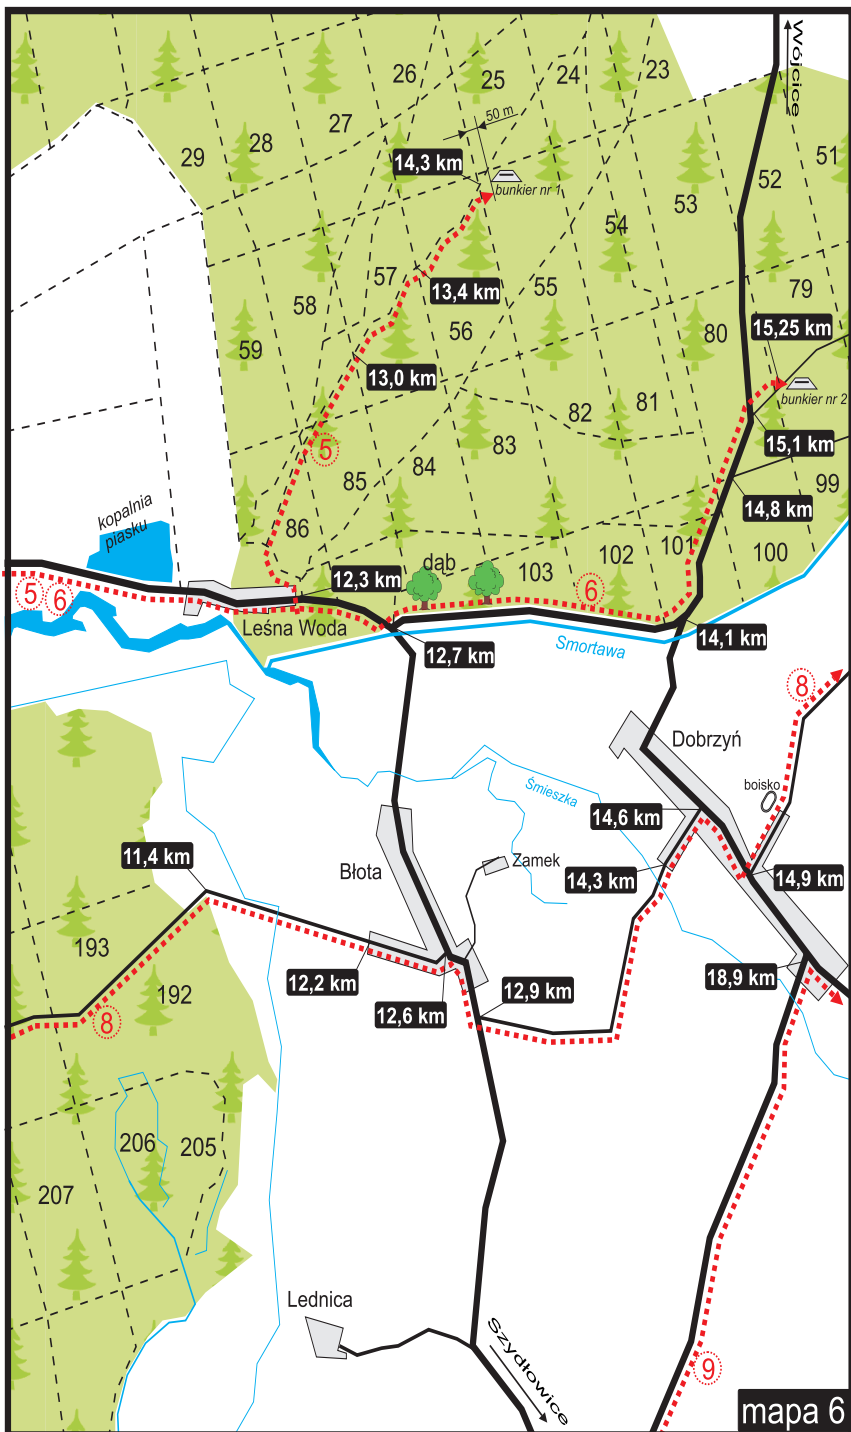 Wójcice
23
24
25
26
27
28
29
50 m
14,3 km
bunkier nr 1
51
52
53
54
55
56
57
58
59
13,4 km
13,0 km
79
80
15,25 km
bunkier nr 2
15,1 km
14,8 km
81
82
83
84
85
86
5
99
100
101
102
103
kopalnia
piasku
dąb
12,3 km
6
5
6
Leśna Woda
12,7 km
Smortawa
14,1 km
8
Dobrzyń
boisko
Śmieszka
14,6 km
11,4 km
Błota
Zamek
14,3 km
14,9 km
193
12,2 km
12,6 km
12,9 km
18,9 km
192
8
206
205
207
Lednica
Szydłowice
9
mapa 6